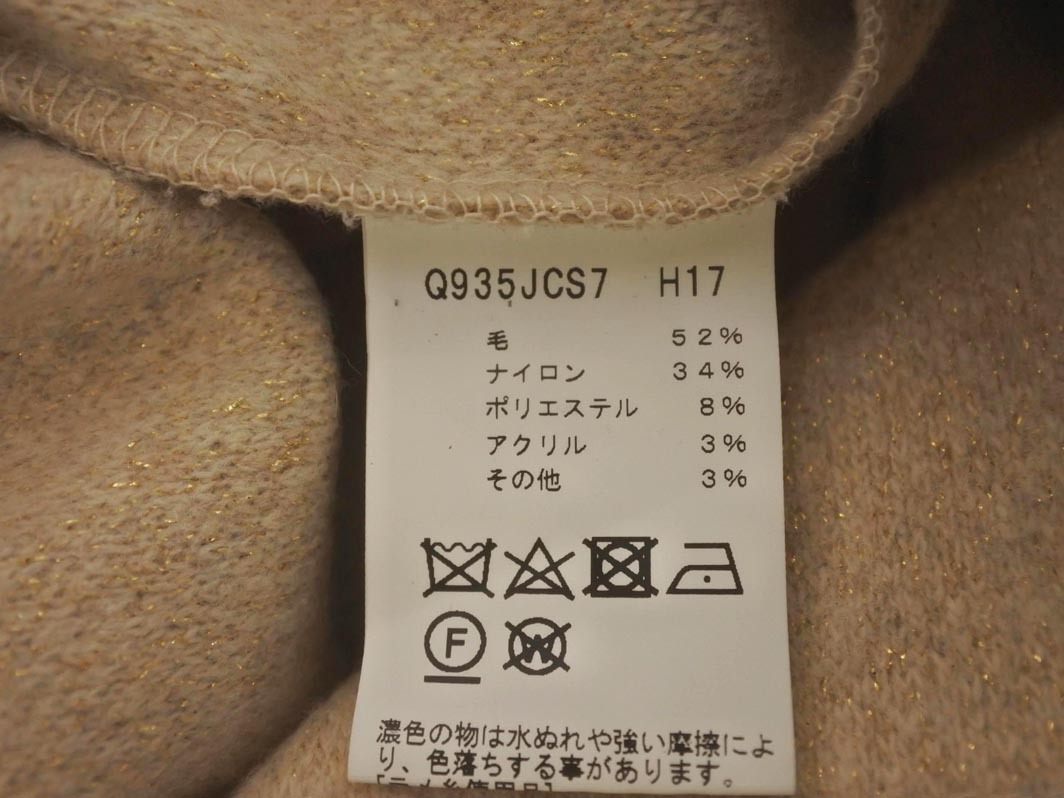 Q935JCS7 H17
毛 52%
ナイロン 34%
ポリエステル 8%
アクリル 3%
その他 3%
F
W
濃色の物は水ぬれや強い摩擦によ
り、色落ちする事があります。